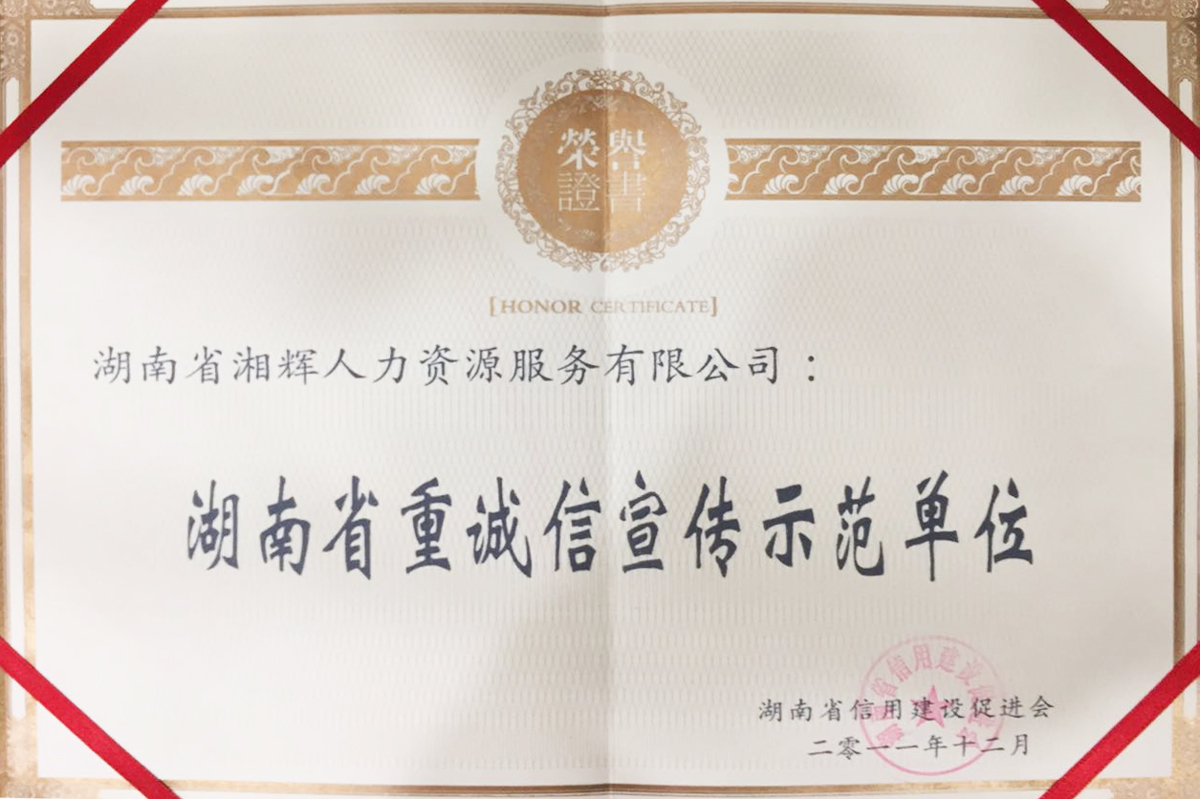 榮譽
證書
[HONOR CERTIFICATE]
湖南省湘辉人力资源服务有限公司：
湖南省重诚信宣传示范单位
湖南省信用建设促进会
二零一一年十二月